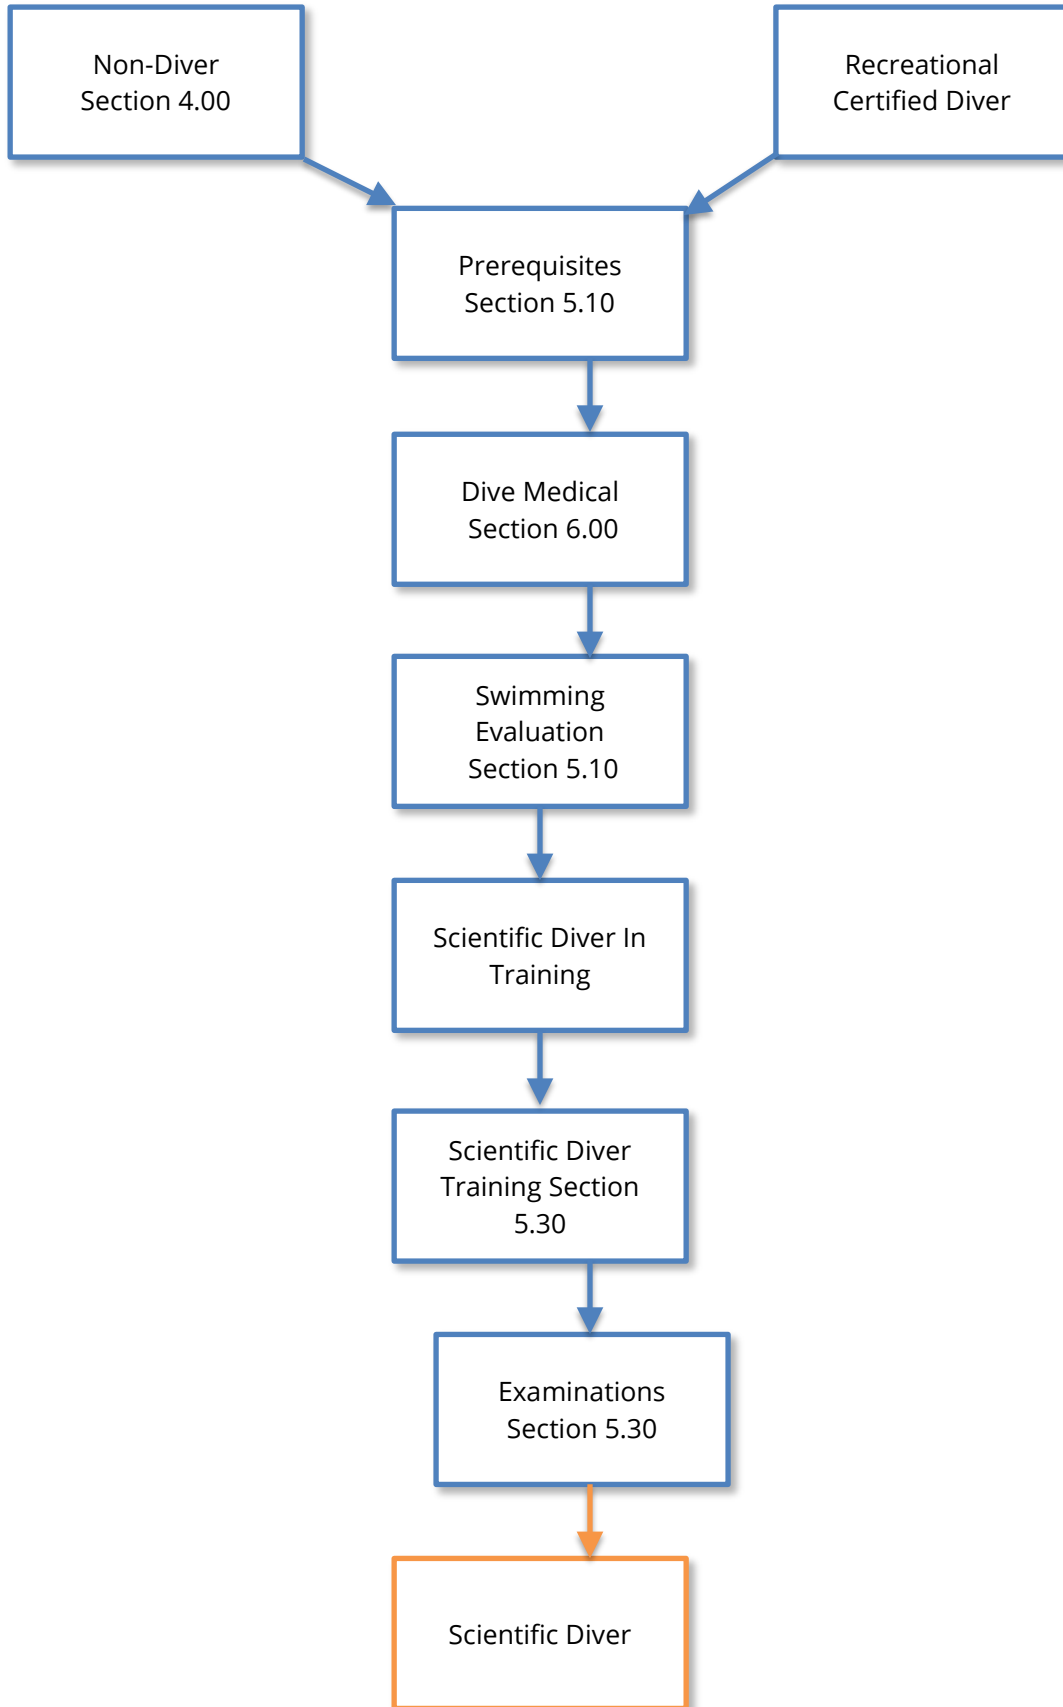 Non-Diver
Section 4.00
Recreational
Certified Diver
Prerequisites
Section 5.10
Dive Medical
Section 6.00
Swimming
Evaluation
Section 5.10
Scientific Diver In
Training
Scientific Diver
Training Section
5.30
Examinations
Section 5.30
Scientific Diver